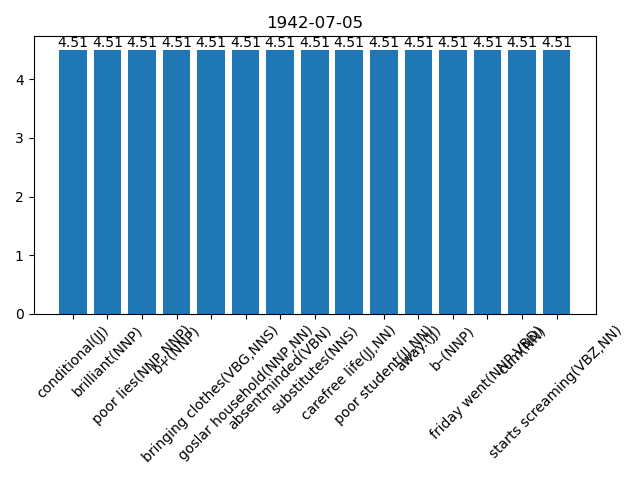 1942-07-05
4.51 4.51 4.51 4.51 4.51 4.51 4.51 4.51 4.51 4.51 4.51 4.51 4.51 4.51 4.51
4
3
2
1
0
conditional(JJ)
brilliant(NNP)
poor lies(NNP,NNP)
b+(NNP)
bringing clothes(VBG,NNS)
goslar household(NNP,NN)
absentminded(VBN)
substitutes(NNS)
carefree life(JJ,NN)
poor student(JJ,NN)
away.(JJ)
b–(NNP)
friday went(NNP,VBD)
starts screaming(VBZ,NN)